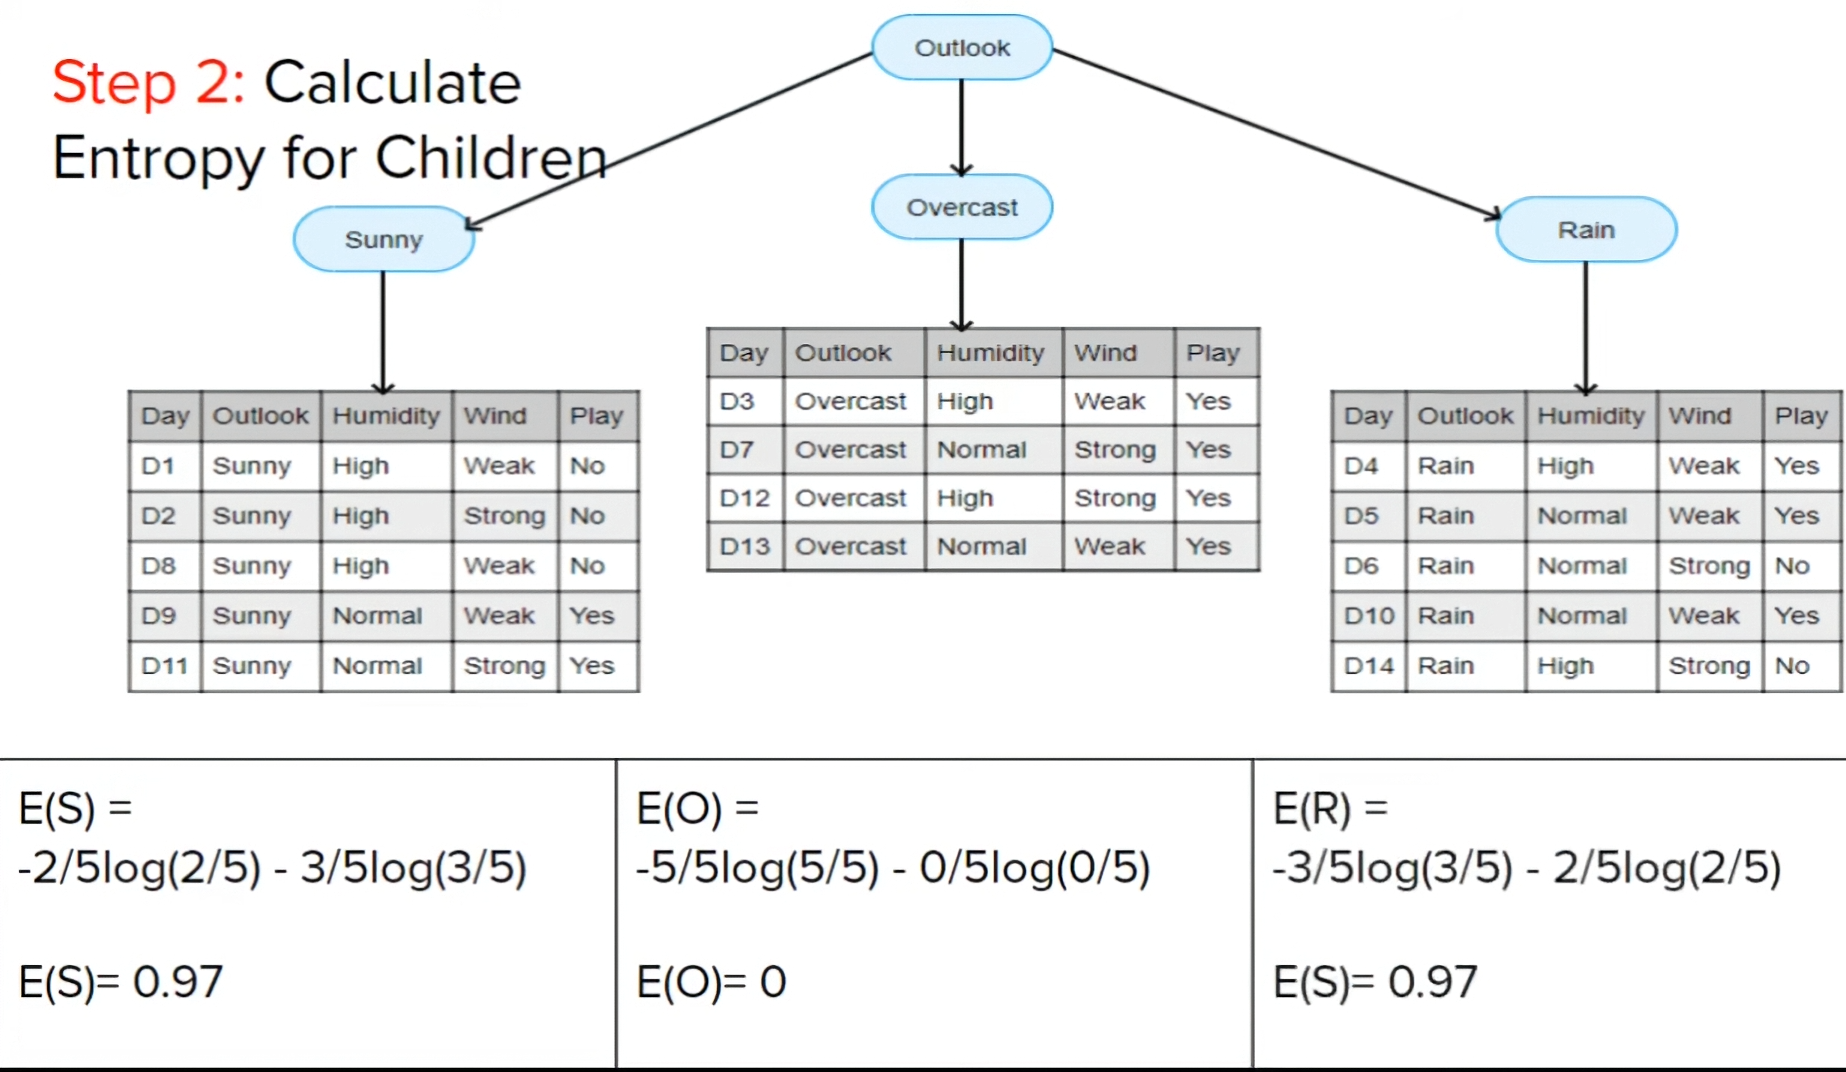 Step 2: Calculate
Entropy for Children
Outlook
Sunny
Overcast
Rain
Day Outlook Humidity Wind Play
D1 Sunny High Weak No
D2 Sunny High Strong No
D8 Sunny High Weak No
D9 Sunny Normal Weak Yes
D11 Sunny Normal Strong Yes
Day Outlook Humidity Wind Play
D3 Overcast High Weak Yes
D7 Overcast Normal Strong Yes
D12 Overcast High Strong Yes
D13 Overcast Normal Weak Yes
Day Outlook Humidity Wind Play
D4 Rain High Weak Yes
D5 Rain Normal Weak Yes
D6 Rain Normal Strong No
D10 Rain Normal Weak Yes
D14 Rain High Strong No
E(S) =
-2/5log(2/5) - 3/5log(3/5)
E(S)= 0.97
E(O) =
-5/5log(5/5) - 0/5log(0/5)
E(O)= 0
E(R) =
-3/5log(3/5) - 2/5log(2/5)
E(S)= 0.97